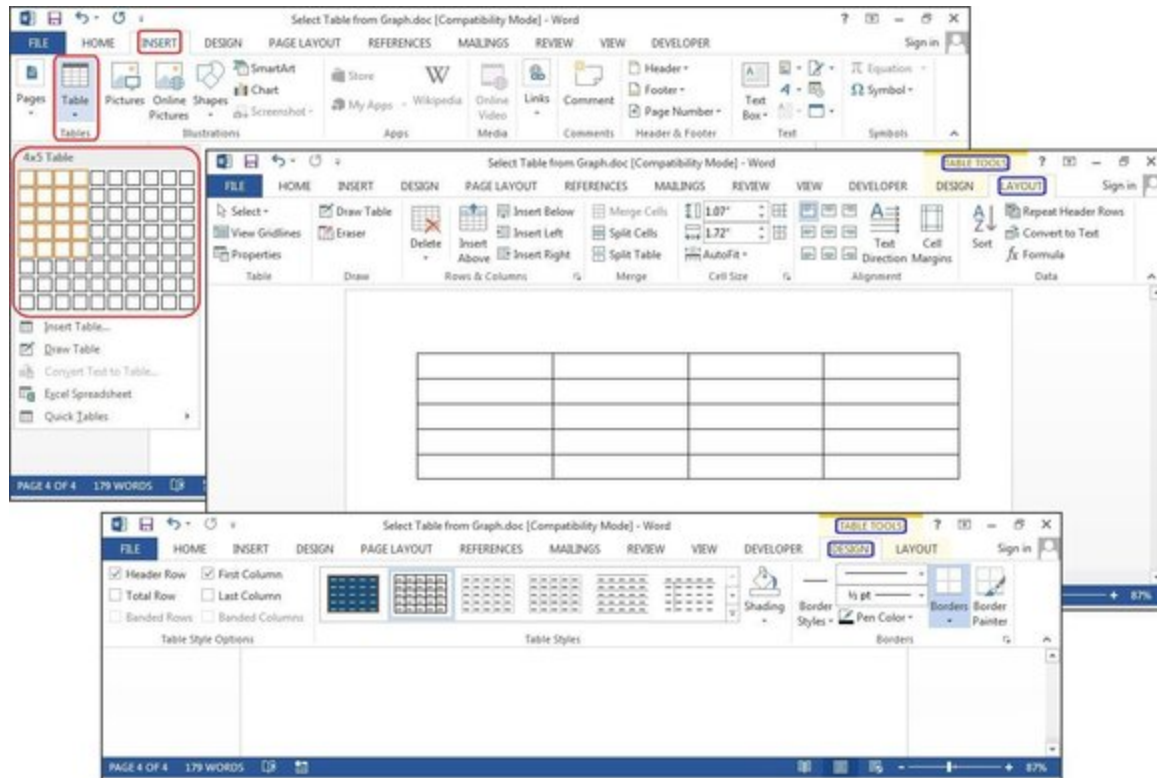 Select Table from Graph.doc [Compatibility Mode] - Word
FILE HOME INSERT DESIGN PAGE LAYOUT REFERENCES MAILINGS REVIEW VIEW DEVELOPER Sign in
SmartArt Store Header Equation
Chart Footer Symbol
Screenshot My Apps Wikipedia Page Number
Pages Table Pictures Online Pictures Shapes Online Video Links Comment Text Box
Tables Illustrations Apps Media Comments Header & Footer Text Symbols
4x5 Table
Insert Table...
Draw Table
Convert Text to Table...
Excel Spreadsheet
Quick Tables
PAGE 4 OF 4 179 WORDS
Select Table from Graph.doc [Compatibility Mode] - Word TABLE TOOLS
FILE HOME INSERT DESIGN PAGE LAYOUT REFERENCES MAILINGS REVIEW VIEW DEVELOPER DESIGN LAYOUT Sign in
Select Draw Table Insert Below Merge Cells 1.07" Repeat Header Rows
View Gridlines Eraser Insert Left Split Cells 1.72" Convert to Text
Properties Delete Insert Above Insert Right Split Table AutoFit Text Direction Cell Margins Sort Formula
Table Draw Rows & Columns Merge Cell Size Alignment Data
87%
Select Table from Graph.doc [Compatibility Mode] - Word TABLE TOOLS
FILE HOME INSERT DESIGN PAGE LAYOUT REFERENCES MAILINGS REVIEW VIEW DEVELOPER DESIGN LAYOUT Sign in
Header Row First Column
Total Row Last Column ½ pt
Banded Rows Banded Columns Shading Border Styles Pen Color Borders Border Painter
Table Style Options Table Styles Borders
PAGE 4 OF 4 179 WORDS 87%